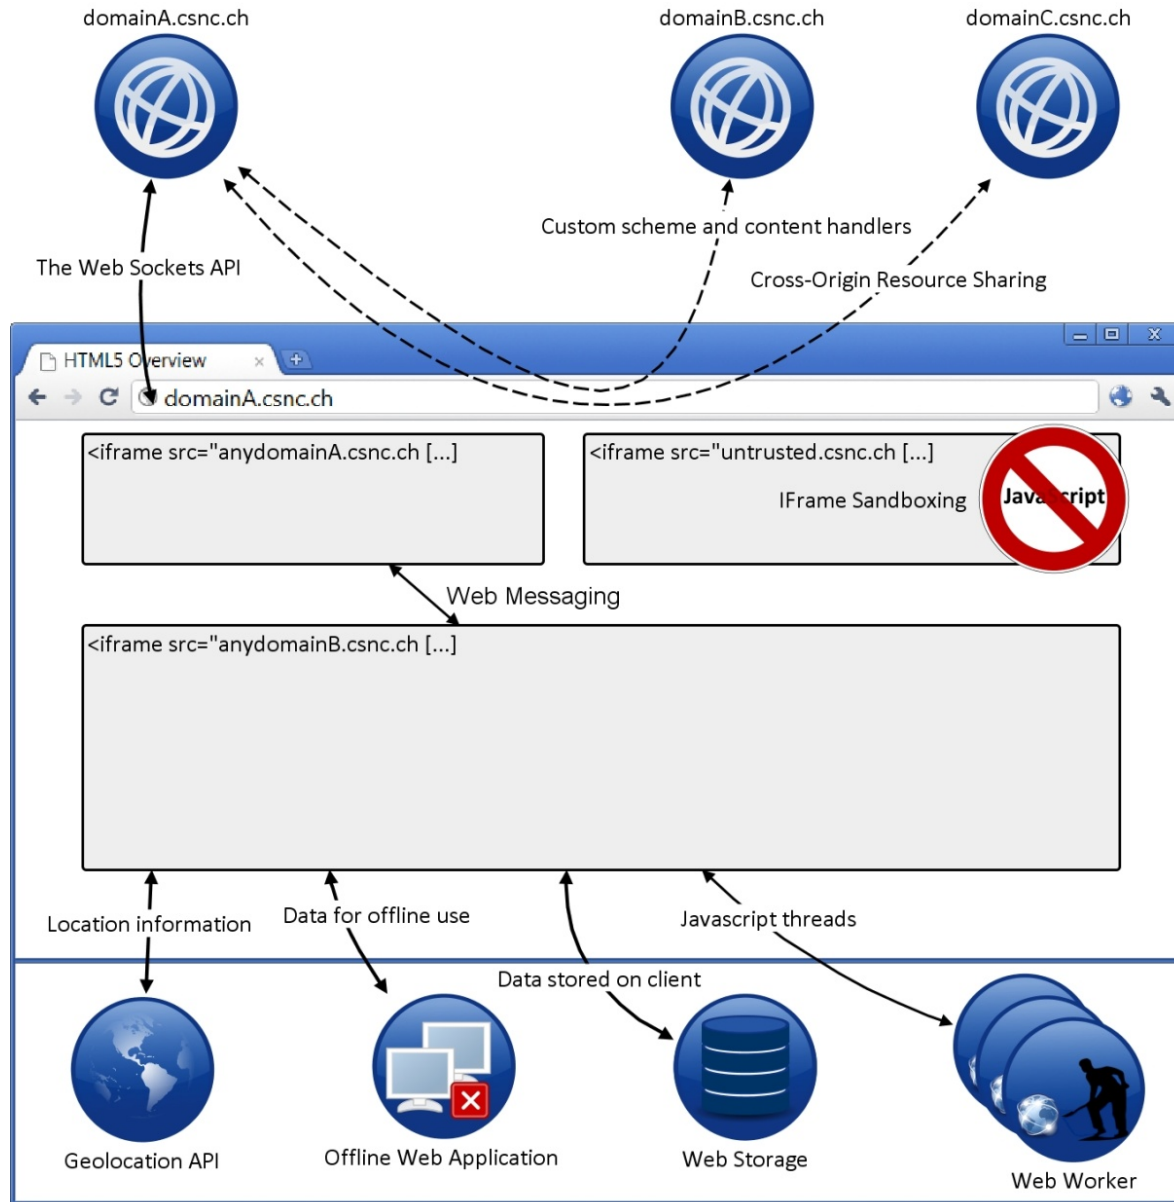 domainA.csnc.ch
domainB.csnc.ch
domainC.csnc.ch
Custom scheme and content handlers
The Web Sockets API
Cross-Origin Resource Sharing
HTML5 Overview
domainA.csnc.ch
<iframe src="anydomainA.csnc.ch [...]
<iframe src="untrusted.csnc.ch [...]
IFrame Sandboxing
JavaScript
Web Messaging
<iframe src="anydomainB.csnc.ch [...]
Location information
Data for offline use
Javascript threads
Data stored on client
Geolocation API
Offline Web Application
Web Storage
Web Worker